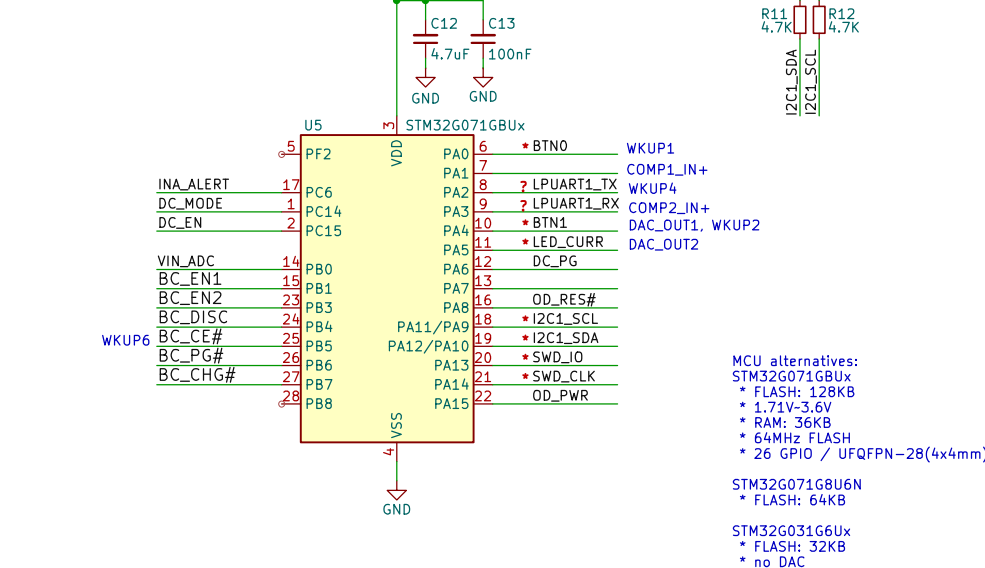 C12
4.7uF
GND
C13
100nF
GND
R11
4.7K
R12
4.7K
I2C1_SDA
I2C1_SCL
U5
STM32G071GBUx
3
VDD
5 PF2
INA_ALERT 17 PC6
DC_MODE 1 PC14
DC_EN 2 PC15
VIN_ADC 14 PB0
BC_EN1 15 PB1
BC_EN2 23 PB3
BC_DISC 24 PB4
WKUP6 BC_CE# 25 PB5
BC_PG# 26 PB6
BC_CHG# 27 PB7
28 PB8
PA0 6 * BTN0 WKUP1
PA1 7 COMP1_IN+
PA2 8 ? LPUART1_TX WKUP4
PA3 9 ? LPUART1_RX COMP2_IN+
PA4 10 * BTN1 DAC_OUT1, WKUP2
PA5 11 * LED_CURR DAC_OUT2
PA6 12 DC_PG
PA7 13
PA8 16 OD_RES#
PA11/PA9 18 * I2C1_SCL
PA12/PA10 19 * I2C1_SDA
PA13 20 * SWD_IO
PA14 21 * SWD_CLK
PA15 22 OD_PWR
VSS
4
GND
MCU alternatives:
STM32G071GBUx
* FLASH: 128KB
* 1.71V-3.6V
* RAM: 36KB
* 64MHz FLASH
* 26 GPIO / UFQFPN-28(4x4mm)
STM32G071G8U6N
* FLASH: 64KB
STM32G031G6Ux
* FLASH: 32KB
* no DAC